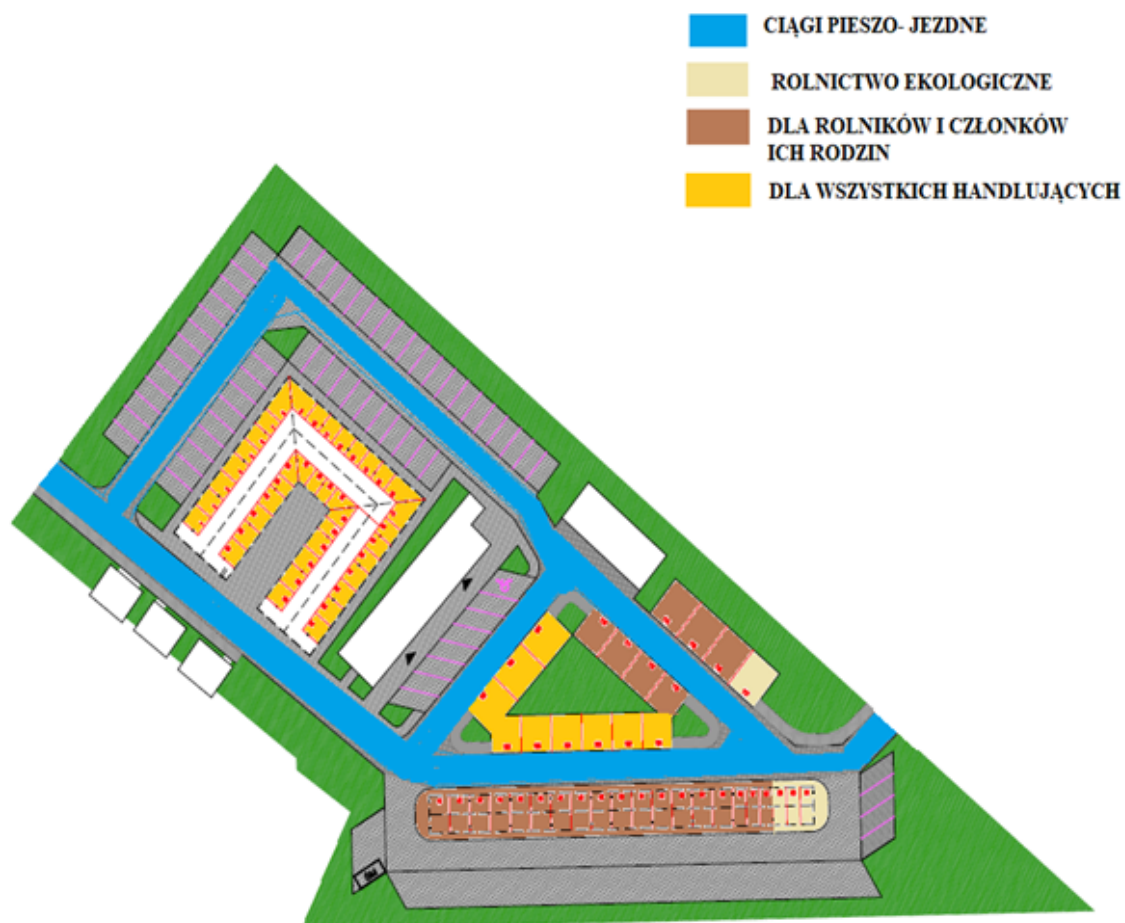 CIĄGI PIESZO- JEZDNE
ROLNICTWO EKOLOGICZNE
DLA ROLNIKÓW I CZŁONKÓW
ICH RODZIN
DLA WSZYSTKICH HANDLUJĄCYCH